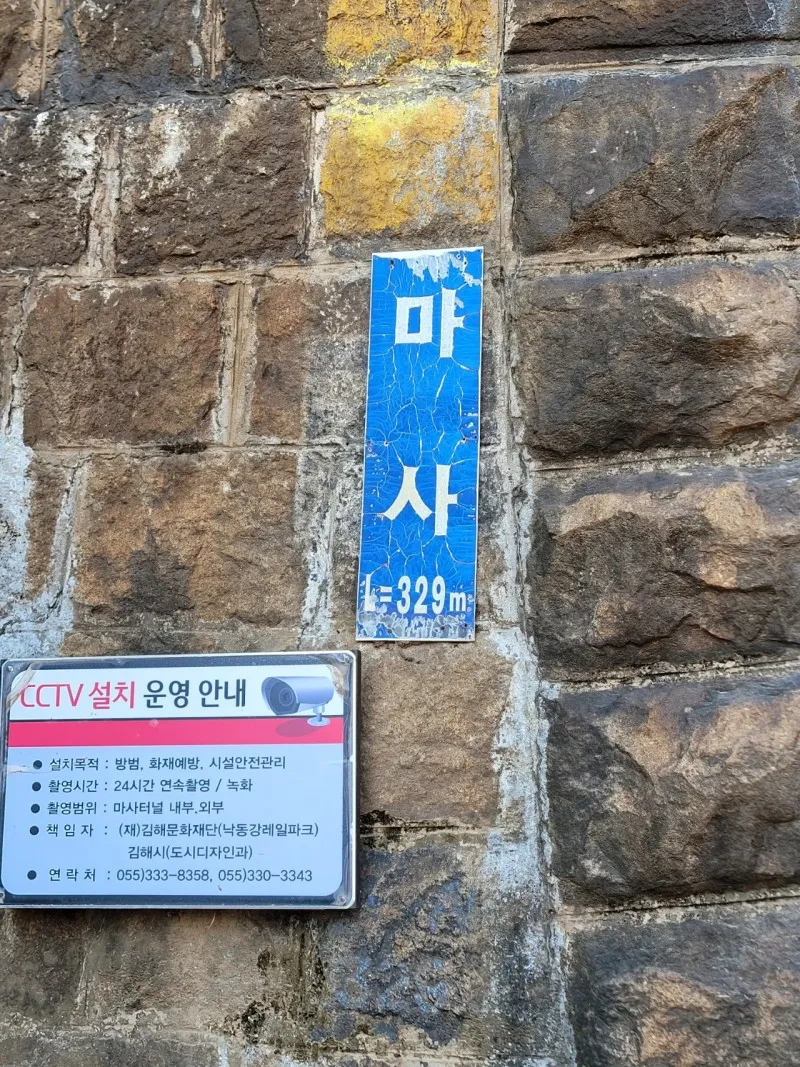 마
사
L=329m
CCTV 설치 운영 안내
● 설치목적 : 방범, 화재예방, 시설안전관리
● 촬영시간 : 24시간 연속촬영 / 녹화
● 촬영범위 : 마사터널 내부.외부
● 책 임 자 : (재)김해문화재단(낙동강레일파크)
김해시(도시디자인과)
● 연 락 처 : 055)333-8358, 055)330-3343